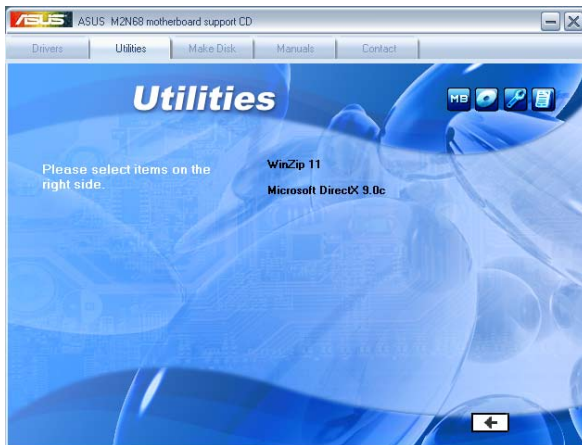 ASUS ASUS M2N68 motherboard support CD
Drivers Utilities Make Disk Manuals Contact
Utilities
MB
Please select items on the
right side.
WinZip 11
Microsoft DirectX 9.0c